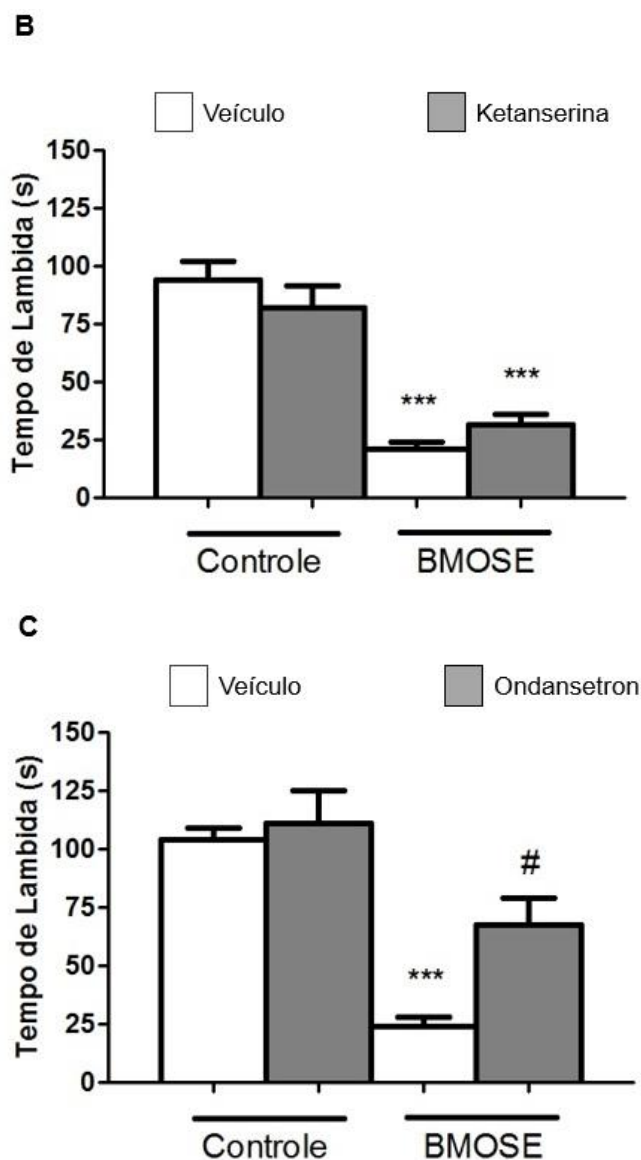 B
Veículo Ketanserina
150
125
100
75
50
25
0
Tempo de Lambida (s)
*** ***
Controle BMOSE
C
Veículo Ondansetron
150
125
100
75
50
25
0
Tempo de Lambida (s)
***
#
Controle BMOSE